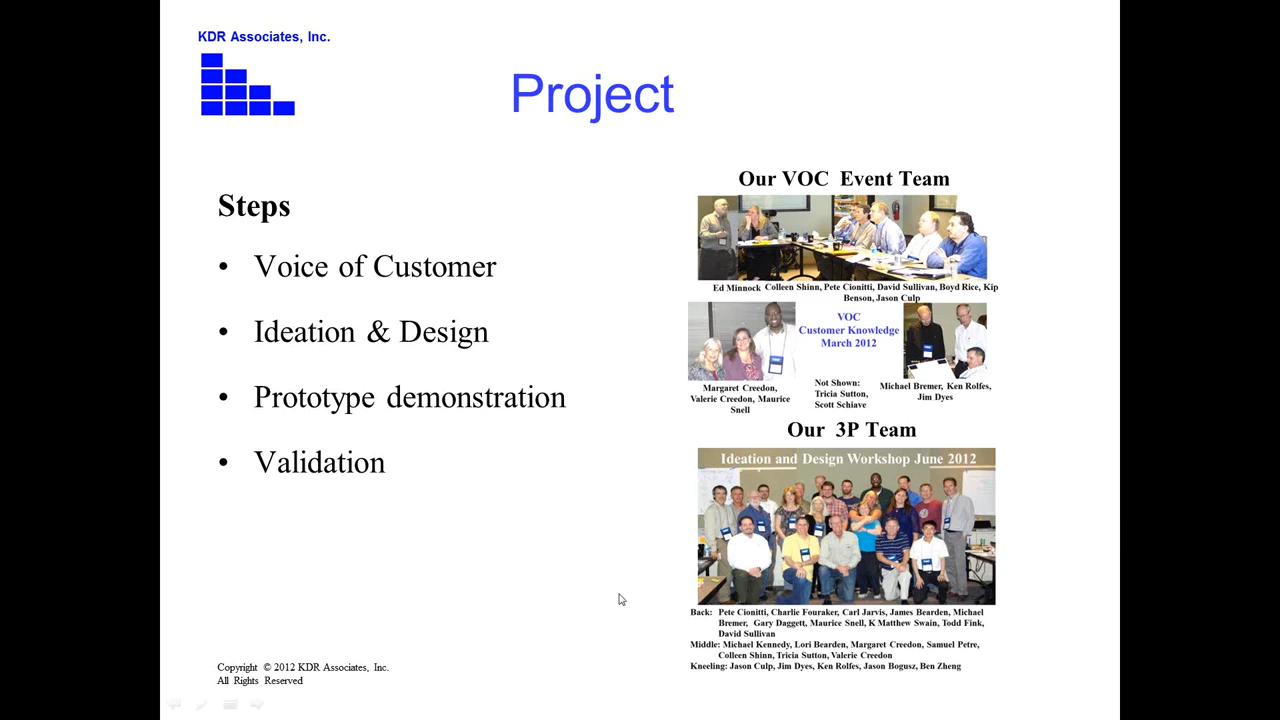 KDR Associates, Inc.
Project
Steps
• Voice of Customer
• Ideation & Design
• Prototype demonstration
• Validation
Our VOC Event Team
Ed Minnock
Colleen Shinn, Pete Cionitti, David Sullivan, Boyd Rice, Kip
Benson, Jason Culp
VOC
Customer Knowledge
March 2012
Margaret Creedon,
Valerie Creedon, Maurice
Snell
Not Shown:
Tricia Sutton,
Scott Schiave
Michael Bremer, Ken Rolfes,
Jim Dyes
Our 3P Team
Ideation and Design Workshop June 2012
Back: Pete Cionitti, Charlie Fouraker, Carl Jarvis, James Bearden, Michael
Bremer, Gary Daggett, Maurice Snell, K Matthew Swain, Todd Fink,
David Sullivan
Middle: Michael Kennedy, Lori Bearden, Margaret Creedon, Samuel Petre,
Colleen Shinn, Tricia Sutton, Valerie Creedon
Kneeling: Jason Culp, Jim Dyes, Ken Rolfes, Jason Bogusz, Ben Zheng
Copyright © 2012 KDR Associates, Inc.
All Rights Reserved